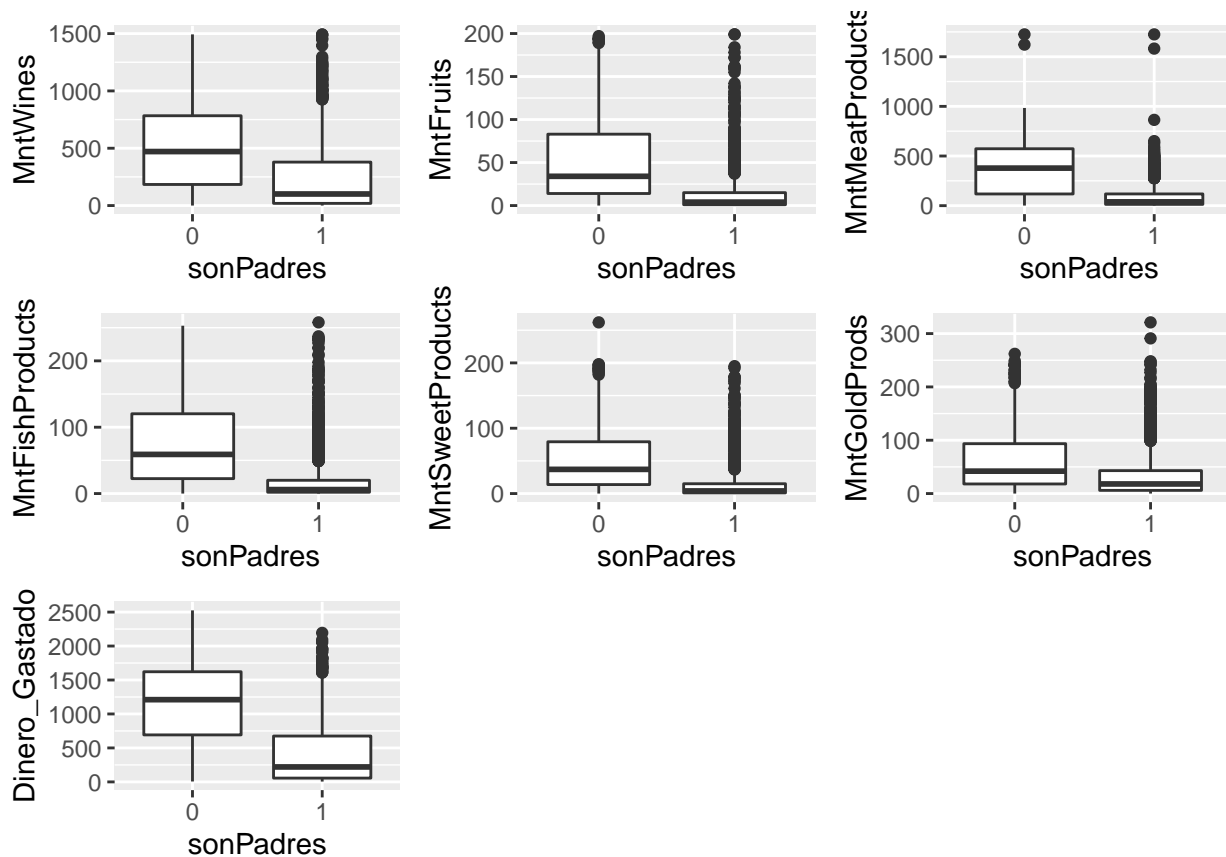 MntWines
1500
1000
500
0
0 1
sonPadres
MntFruits
200
150
100
50
0
0 1
sonPadres
MntMeatProducts
1500
1000
500
0
0 1
sonPadres
MntFishProducts
200
100
0
0 1
sonPadres
MntSweetProducts
200
100
0
0 1
sonPadres
MntGoldProds
300
200
100
0
0 1
sonPadres
Dinero_Gastado
2500
2000
1500
1000
500
0
0 1
sonPadres